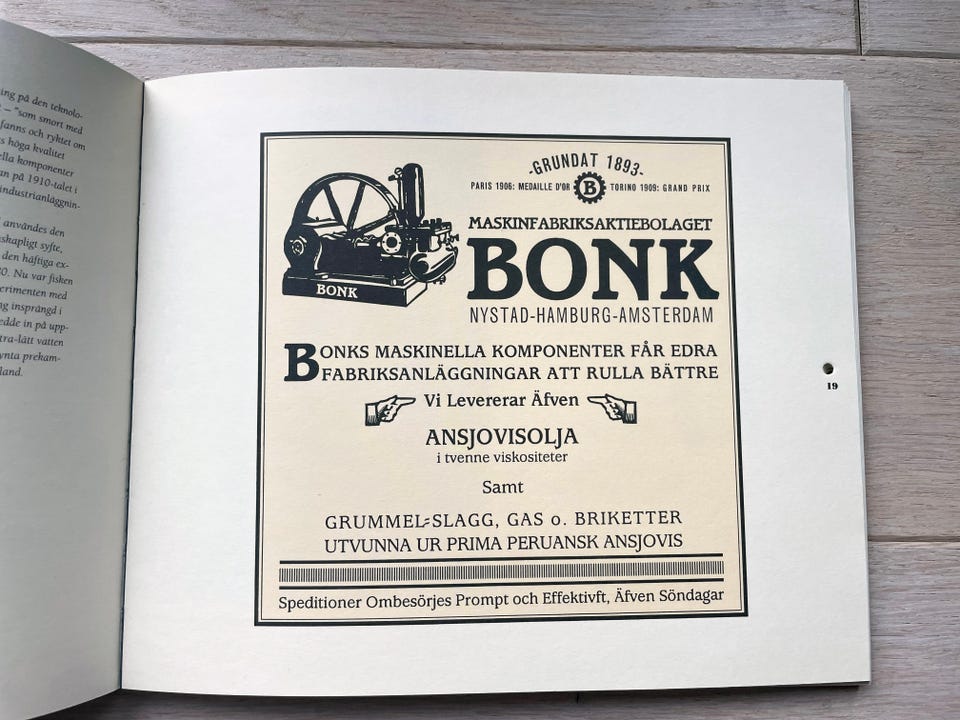 ing på den teknolo-
– "som smort med
fanns och ryktet om
s höga kvalitet
ella komponenter
an på 1910-talet i
industrianläggnin-
användes den
skapligt syfte,
den häftiga ex-
0. Nu var fisken
erimenten med
ng insprängd i
edde in på upp-
tra-lätt vatten
ynta prekam-
land.
-GRUNDAT 1893-
PARIS 1906: MEDAILLE D'OR B TORINO 1909: GRAND PRIX
MASKINFABRIKSAKTIEBOLAGET
BONK
NYSTAD-HAMBURG-AMSTERDAM
BONK
BONKS MASKINELLA KOMPONENTER FÅR EDRA
FABRIKSANLÄGGNINGAR ATT RULLA BÄTTRE
Vi Levererar Äfven
ANSJOVISOLJA
i tvenne viskositeter
Samt
GRUMMEL-SLAGG, GAS o. BRIKETTER
UTVUNNA UR PRIMA PERUANSK ANSJOVIS
Speditioner Ombesörjes Prompt och Effektivft, Äfven Söndagar
19